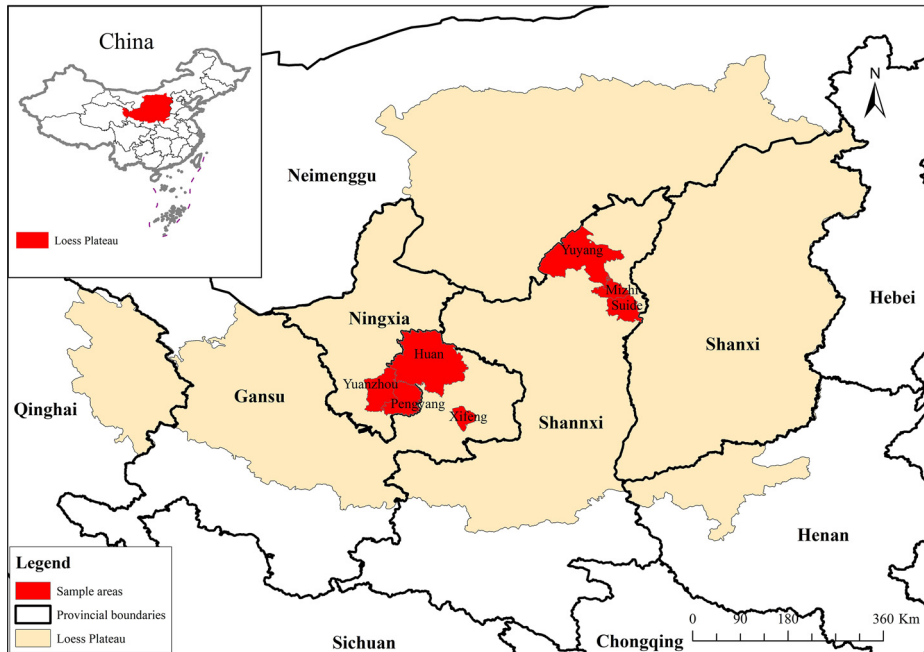 China
Loess Plateau
N
Neimenggu
Yuyang
Mizhi
Suide
Hebei
Ningxia
Shanxi
Huan
Yuanzhou
Gansu
Pengyang
Qinghai
Xifeng
Shannxi
Henan
Legend
Sample areas
Provincial boundaries
Loess Plateau
0 90 180 360 Km
Sichuan
Chongqing